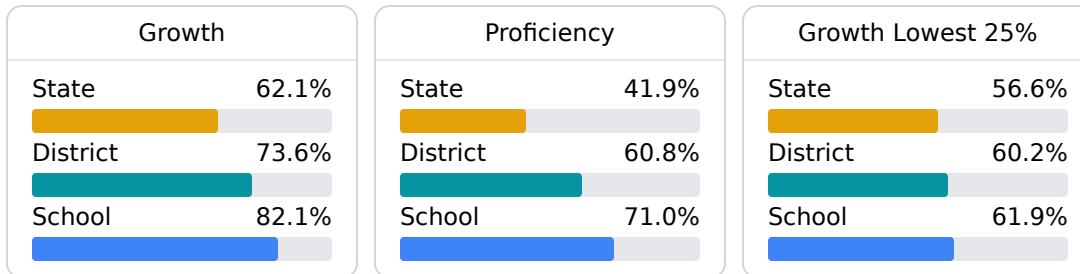 Growth
State 62.1%
District 73.6%
School 82.1%
Proficiency
State 41.9%
District 60.8%
School 71.0%
Growth Lowest 25%
State 56.6%
District 60.2%
School 61.9%